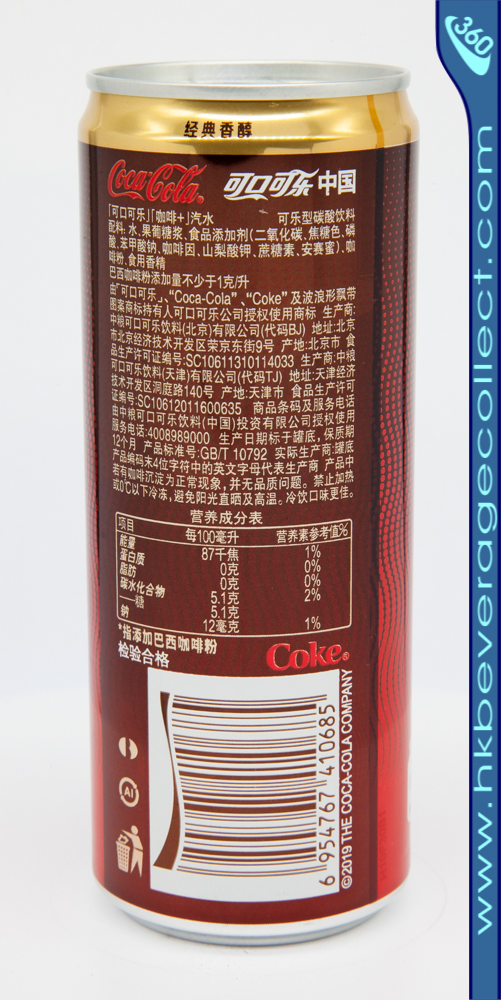 经典香醇
Coca-Cola® 可口可乐 中国
「可口可乐」「咖啡+」汽水 可乐型碳酸饮料
配料: 水、果葡糖浆、食品添加剂(二氧化碳、焦糖色、磷
酸、苯甲酸钠、咖啡因、山梨酸钾、蔗糖素、安赛蜜)、咖
啡粉、食用香精
巴西咖啡粉添加量不少于1克/升
由“「可口可乐」”、“Coca-Cola”、“Coke”及波浪形飘带
图案商标持有人可口可乐公司授权使用商标 生产商:
中粮可口可乐饮料(北京)有限公司(代码BJ) 地址:北京
市北京经济技术开发区荣京东街9号 产地:北京市 食
品生产许可证编号:SC10611310114033 生产商:中粮
可口可乐饮料(天津)有限公司(代码TJ) 地址:天津经济
技术开发区洞庭路140号 产地:天津市 食品生产许可
证编号:SC10612011600635 商品条码及服务电话
由中粮可口可乐饮料(中国)投资有限公司授权使用
服务电话:4008989000 生产日期标于罐底，保质期
12个月 产品标准号:GB/T 10792 实际生产商:罐底
产品编码末4位字符中的英文字母代表生产商 产品中
若有咖啡沉淀为正常现象，并无品质问题。禁止加热
或0℃以下冷冻，避免阳光直晒及高温。冷饮口味更佳。
营养成分表
项目 每100毫升 营养素参考值%
能量 87千焦 1%
蛋白质 0克 0%
脂肪 0克 0%
碳水化合物 5.1克 2%
——糖 5.1克
钠 12毫克 1%
*指添加巴西咖啡粉
检验合格
Coke®
Al
6 954767 410685
©2019 THE COCA-COLA COMPANY
360
www.hkbeveragecollect.com